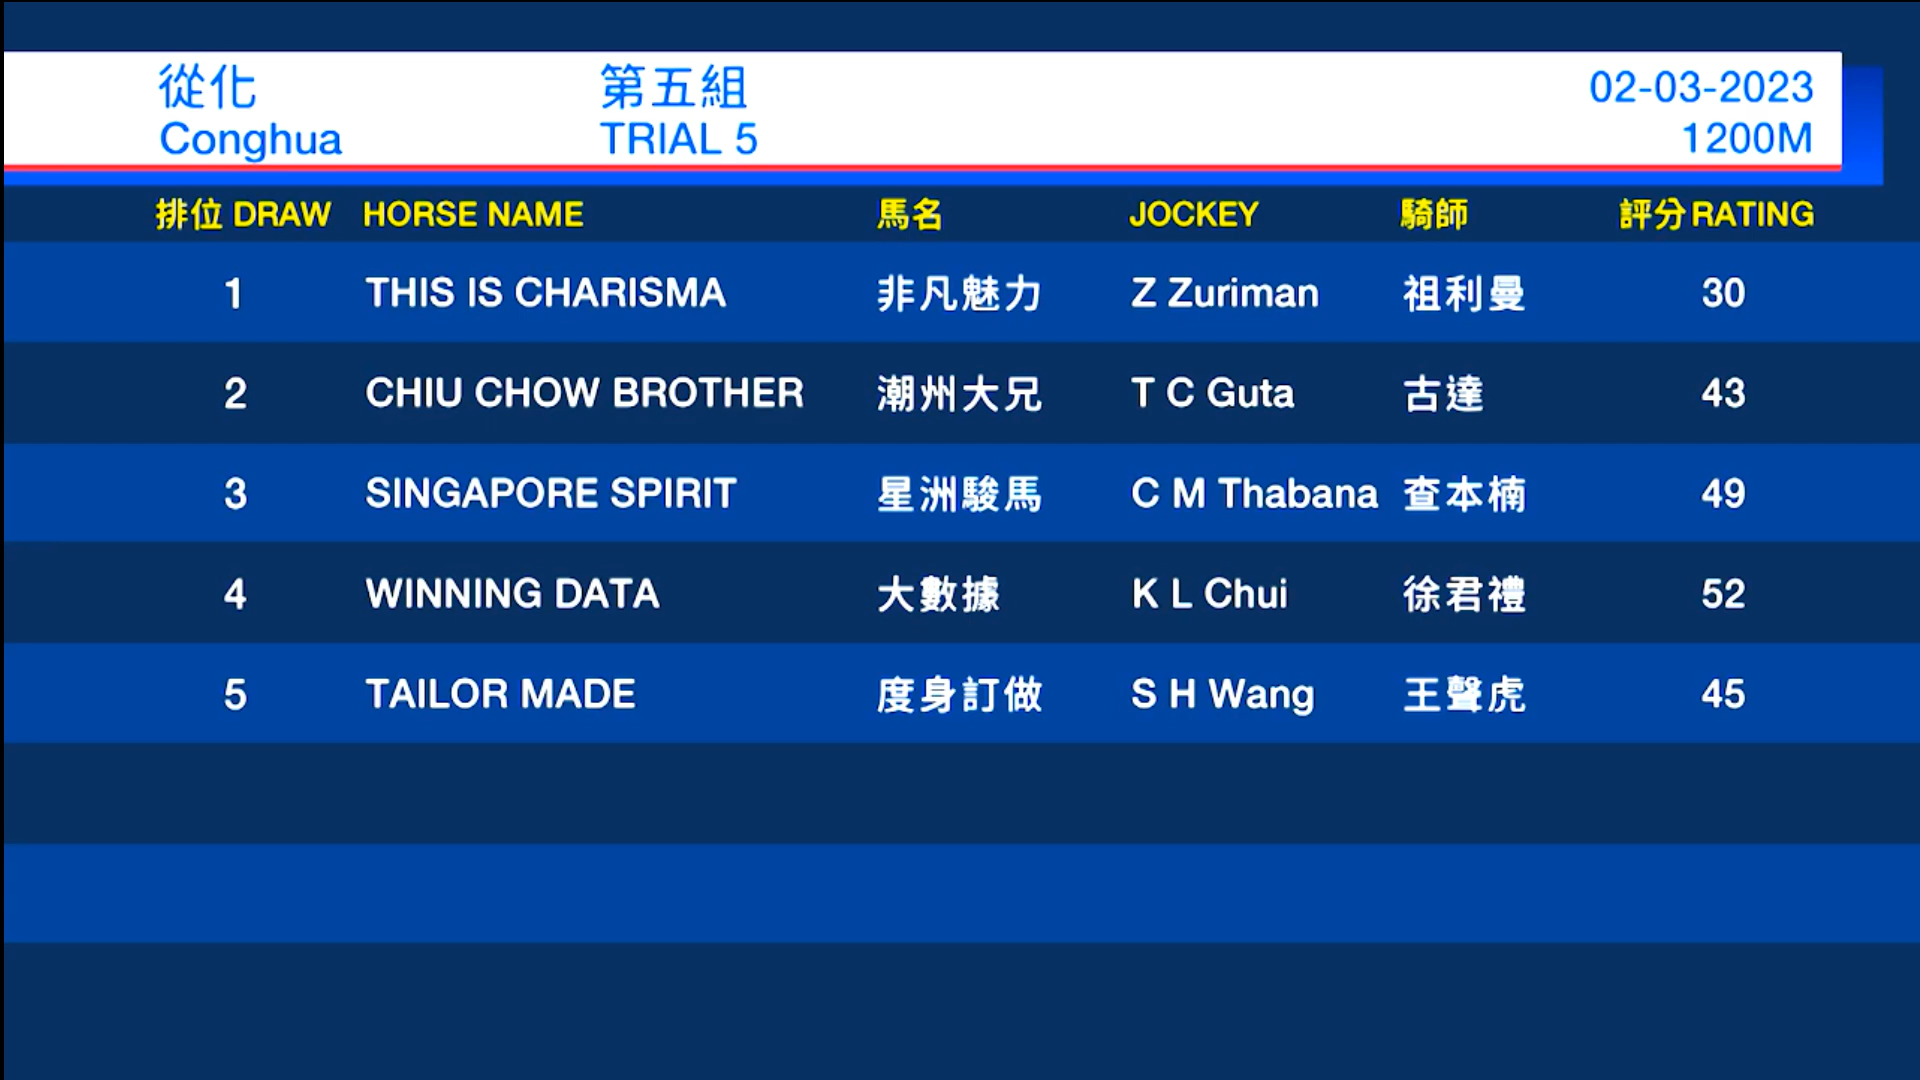 從化 第五組 02-03-2023
Conghua TRIAL 5 1200M
排位 DRAW HORSE NAME 馬名 JOCKEY 騎師 評分 RATING
1 THIS IS CHARISMA 非凡魅力 Z Zuriman 祖利曼 30
2 CHIU CHOW BROTHER 潮州大兄 T C Guta 古達 43
3 SINGAPORE SPIRIT 星洲駿馬 C M Thabana 查本楠 49
4 WINNING DATA 大數據 K L Chui 徐君禮 52
5 TAILOR MADE 度身訂做 S H Wang 王聲虎 45